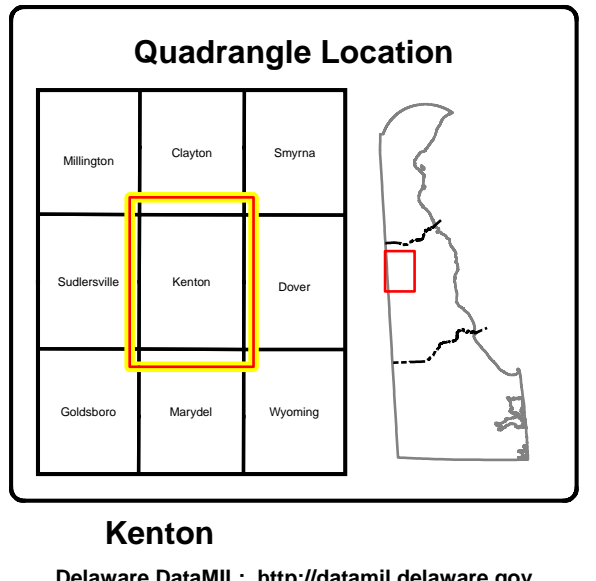 Quadrangle Location
Millington Clayton Smyrna
Sudlersville Kenton Dover
Goldsboro Marydel Wyoming
Kenton
Delaware DataMIL: http://datamil.delaware.gov